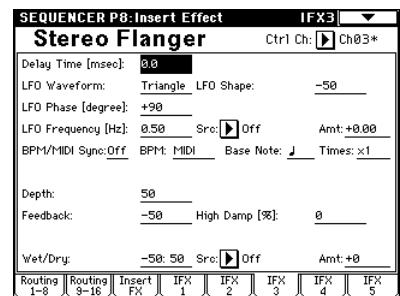 SEQUENCER P8:Insert Effect IFX3
Stereo Flanger Ctrl Ch: Ch03*
Delay Time [msec]: 0.0
LFO Waveform: Triangle LFO Shape: -50
LFO Phase [degree]: +90
LFO Frequency [Hz]: 0.50 Src: Off Amt: +0.00
BPM/MIDI Sync: Off BPM: MIDI Base Note: ♩ Times: x1
Depth: 50
Feedback: -50 High Damp [%]: 0
Wet/Dry: -50: 50 Src: Off Amt: +0
Routing 1-8 Routing 9-16 Insert FX IFX 1 IFX 2 IFX 3 IFX 4 IFX 5